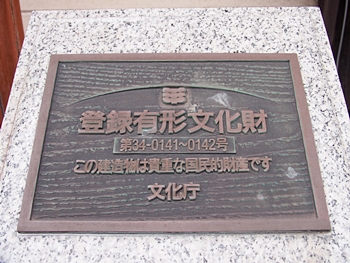 登録有形文化財
第34-0141～0142号
この建造物は貴重な国民的財産です
文化庁